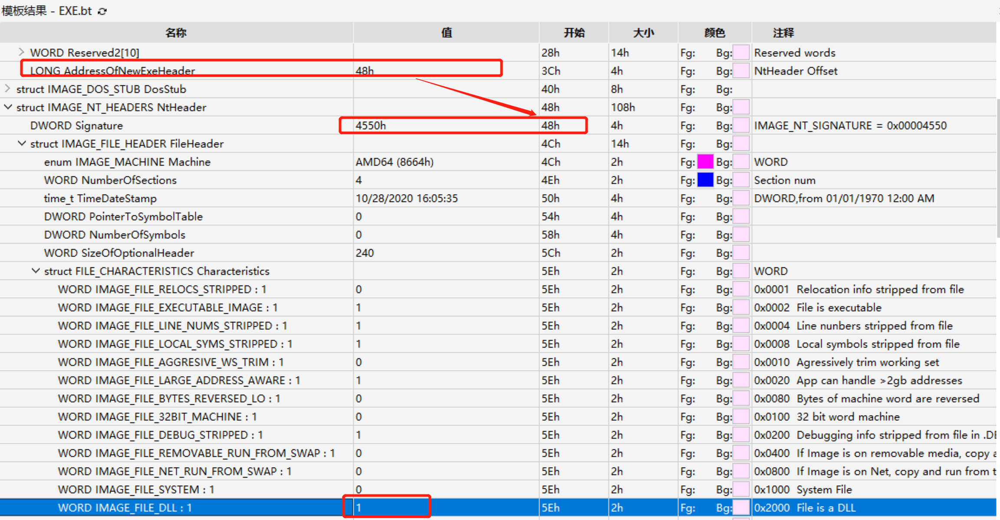 模板结果 - EXE.bt
名称 值 开始 大小 颜色 注释
WORD Reserved2[10] 28h 14h Fg: Bg: Reserved words
LONG AddressOfNewExeHeader 48h 3Ch 4h Fg: Bg: NtHeader Offset
struct IMAGE_DOS_STUB DosStub 40h 8h Fg: Bg:
struct IMAGE_NT_HEADERS NtHeader 48h 108h Fg: Bg:
DWORD Signature 4550h 48h 4h Fg: Bg: IMAGE_NT_SIGNATURE = 0x00004550
struct IMAGE_FILE_HEADER FileHeader 4Ch 14h Fg: Bg:
enum IMAGE_MACHINE Machine AMD64 (8664h) 4Ch 2h Fg: Bg: WORD
WORD NumberOfSections 4 4Eh 2h Fg: Bg: Section num
time_t TimeDateStamp 10/28/2020 16:05:35 50h 4h Fg: Bg: DWORD,from 01/01/1970 12:00 AM
DWORD PointerToSymbolTable 0 54h 4h Fg: Bg:
DWORD NumberOfSymbols 0 58h 4h Fg: Bg:
WORD SizeOfOptionalHeader 240 5Ch 2h Fg: Bg:
struct FILE_CHARACTERISTICS Characteristics 5Eh 2h Fg: Bg: WORD
WORD IMAGE_FILE_RELOCS_STRIPPED : 1 0 5Eh 2h Fg: Bg: 0x0001 Relocation info stripped from file
WORD IMAGE_FILE_EXECUTABLE_IMAGE : 1 1 5Eh 2h Fg: Bg: 0x0002 File is executable
WORD IMAGE_FILE_LINE_NUMS_STRIPPED : 1 1 5Eh 2h Fg: Bg: 0x0004 Line nunbers stripped from file
WORD IMAGE_FILE_LOCAL_SYMS_STRIPPED : 1 1 5Eh 2h Fg: Bg: 0x0008 Local symbols stripped from file
WORD IMAGE_FILE_AGGRESIVE_WS_TRIM : 1 0 5Eh 2h Fg: Bg: 0x0010 Agressively trim working set
WORD IMAGE_FILE_LARGE_ADDRESS_AWARE : 1 1 5Eh 2h Fg: Bg: 0x0020 App can handle >2gb addresses
WORD IMAGE_FILE_BYTES_REVERSED_LO : 1 0 5Eh 2h Fg: Bg: 0x0080 Bytes of machine word are reversed
WORD IMAGE_FILE_32BIT_MACHINE : 1 0 5Eh 2h Fg: Bg: 0x0100 32 bit word machine
WORD IMAGE_FILE_DEBUG_STRIPPED : 1 1 5Eh 2h Fg: Bg: 0x0200 Debugging info stripped from file in .DE
WORD IMAGE_FILE_REMOVABLE_RUN_FROM_SWAP : 1 0 5Eh 2h Fg: Bg: 0x0400 If Image is on removable media, copy a
WORD IMAGE_FILE_NET_RUN_FROM_SWAP : 1 0 5Eh 2h Fg: Bg: 0x0800 If Image is on Net, copy and run from t
WORD IMAGE_FILE_SYSTEM : 1 0 5Eh 2h Fg: Bg: 0x1000 System File
WORD IMAGE_FILE_DLL : 1 1 5Eh 2h Fg: Bg: 0x2000 File is a DLL